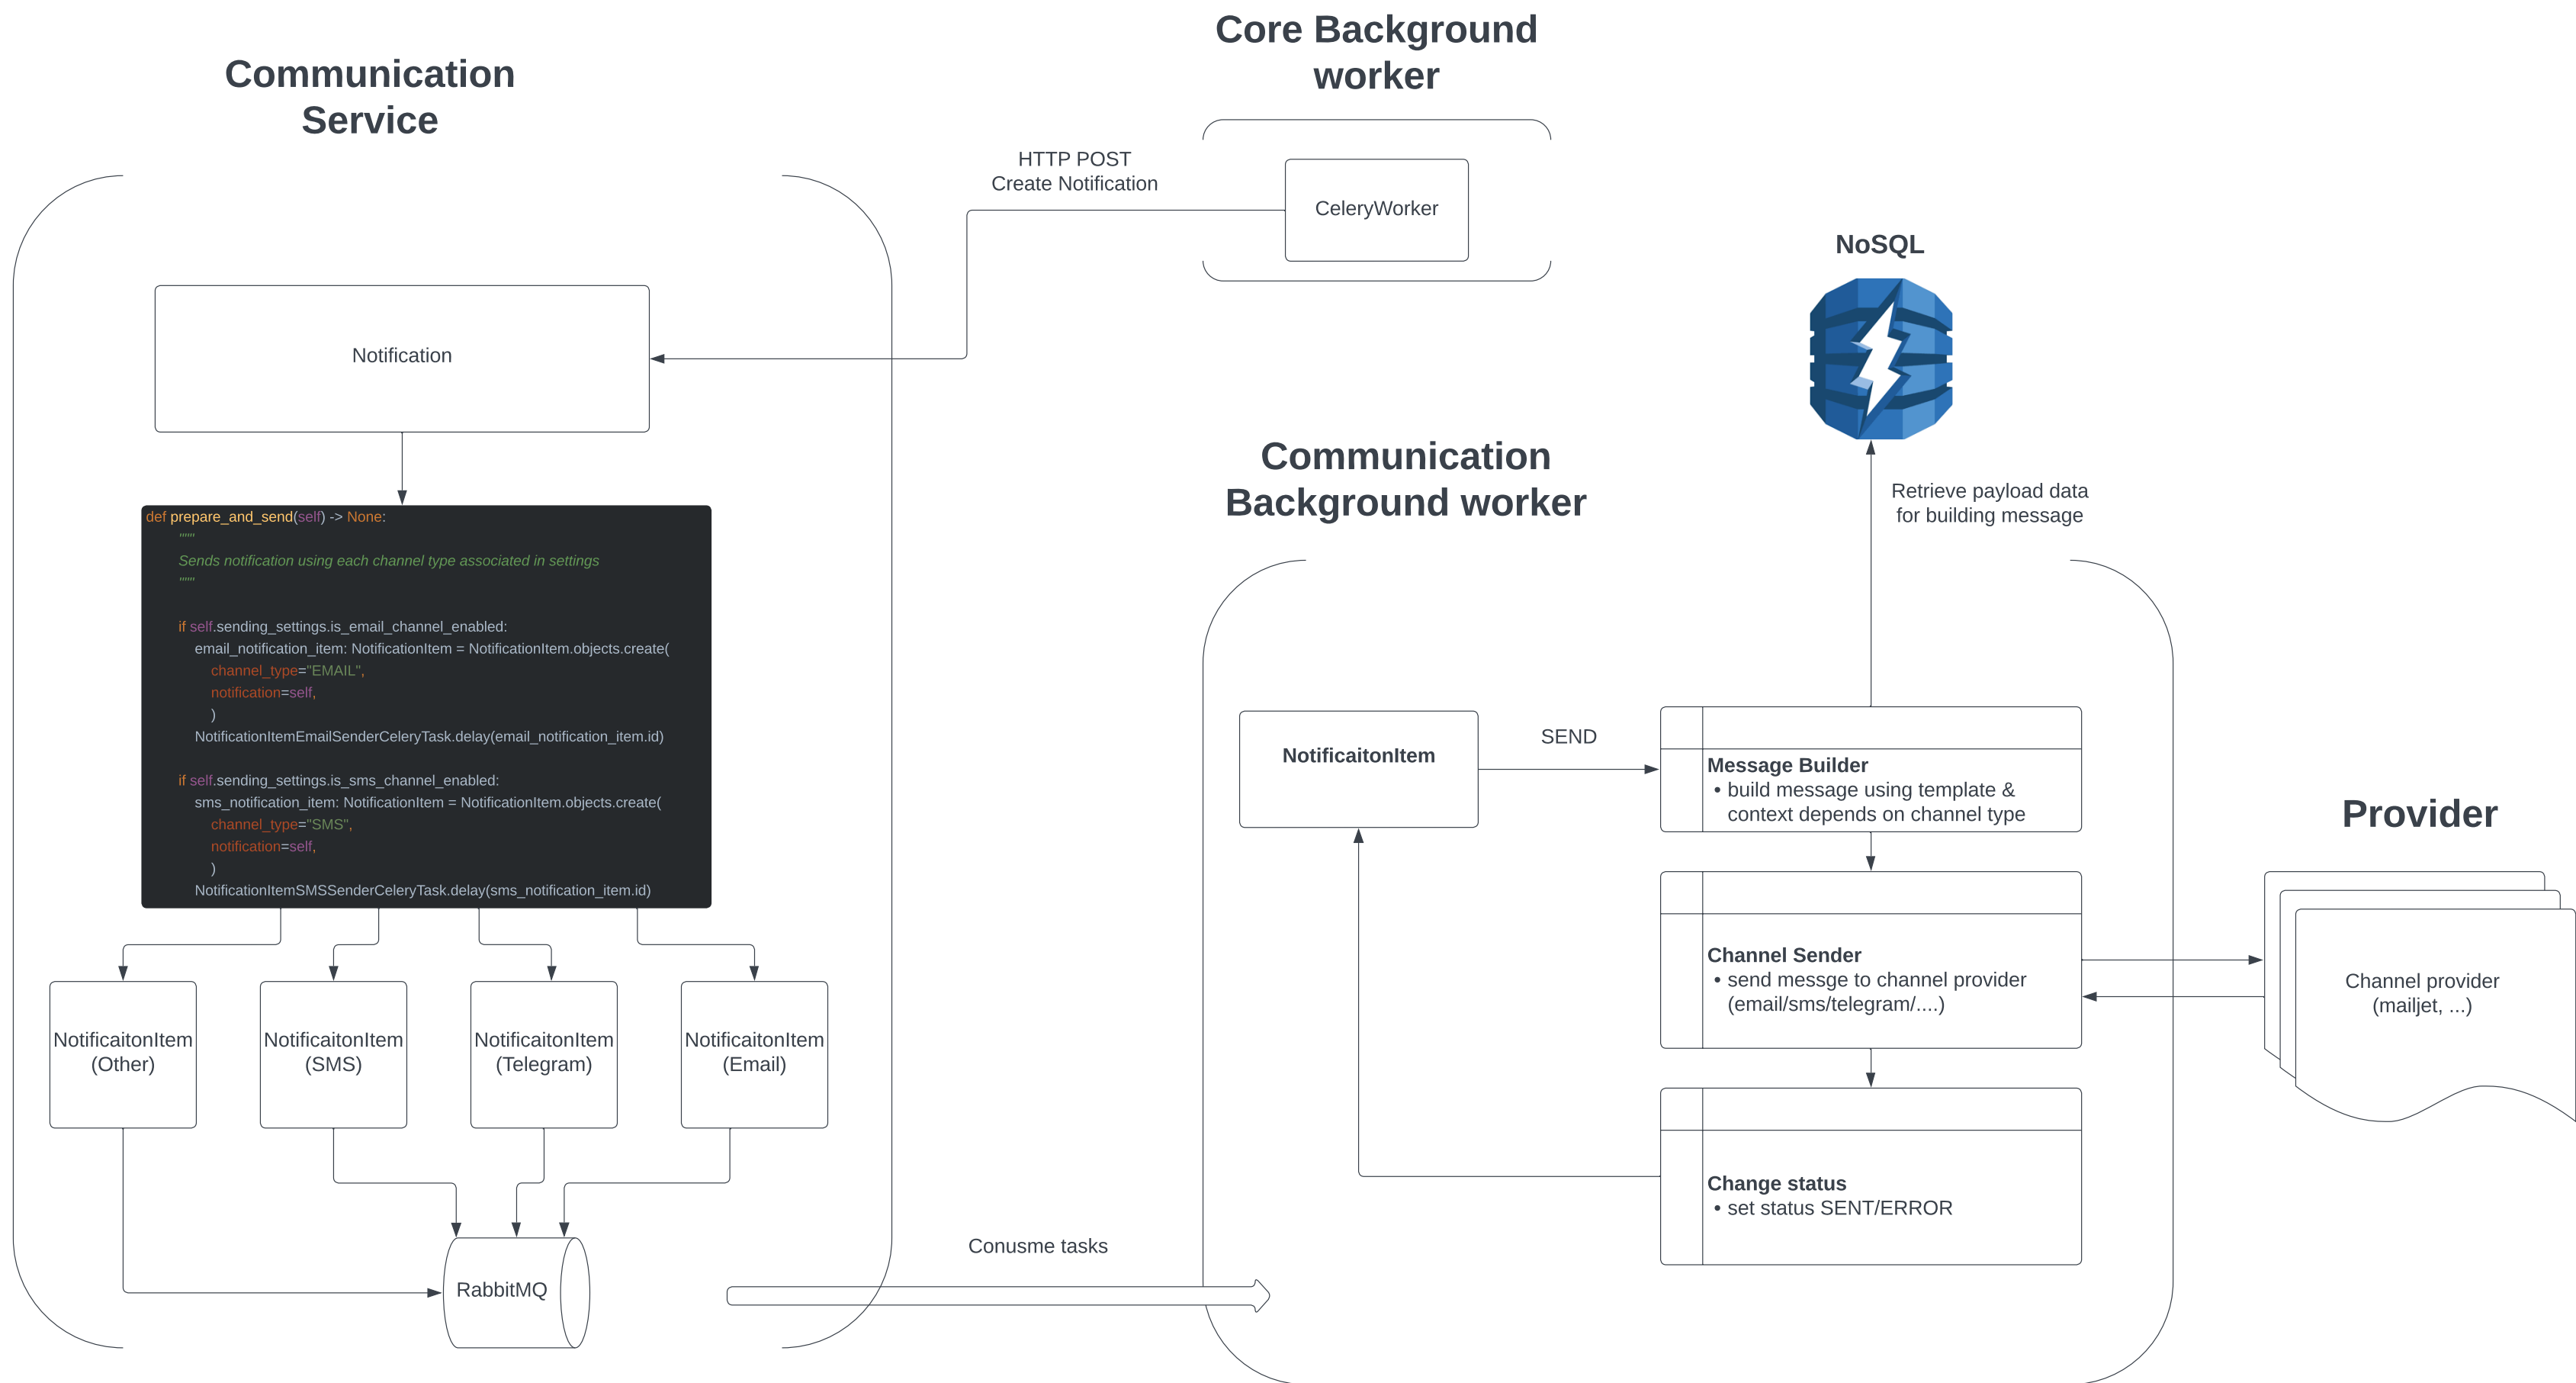 Communication
Service
Core Background
worker
HTTP POST
Create Notification
CeleryWorker
Notification
def prepare_and_send(self) -> None:
"""
Sends notification using each channel type associated in settings
"""
if self.sending_settings.is_email_channel_enabled:
email_notification_item: NotificationItem = NotificationItem.objects.create(
channel_type="EMAIL",
notification=self,
)
NotificationItemEmailSenderCeleryTask.delay(email_notification_item.id)
if self.sending_settings.is_sms_channel_enabled:
sms_notification_item: NotificationItem = NotificationItem.objects.create(
channel_type="SMS",
notification=self,
)
NotificationItemSMSSenderCeleryTask.delay(sms_notification_item.id)
NotificaitonItem
(Other)
NotificaitonItem
(SMS)
NotificaitonItem
(Telegram)
NotificaitonItem
(Email)
RabbitMQ
Conusme tasks
NoSQL
Retrieve payload data
for building message
Communication
Background worker
NotificaitonItem
SEND
Message Builder
• build message using template &
context depends on channel type
Channel Sender
• send messge to channel provider
(email/sms/telegram/....)
Change status
• set status SENT/ERROR
Provider
Channel provider
(mailjet, ...)